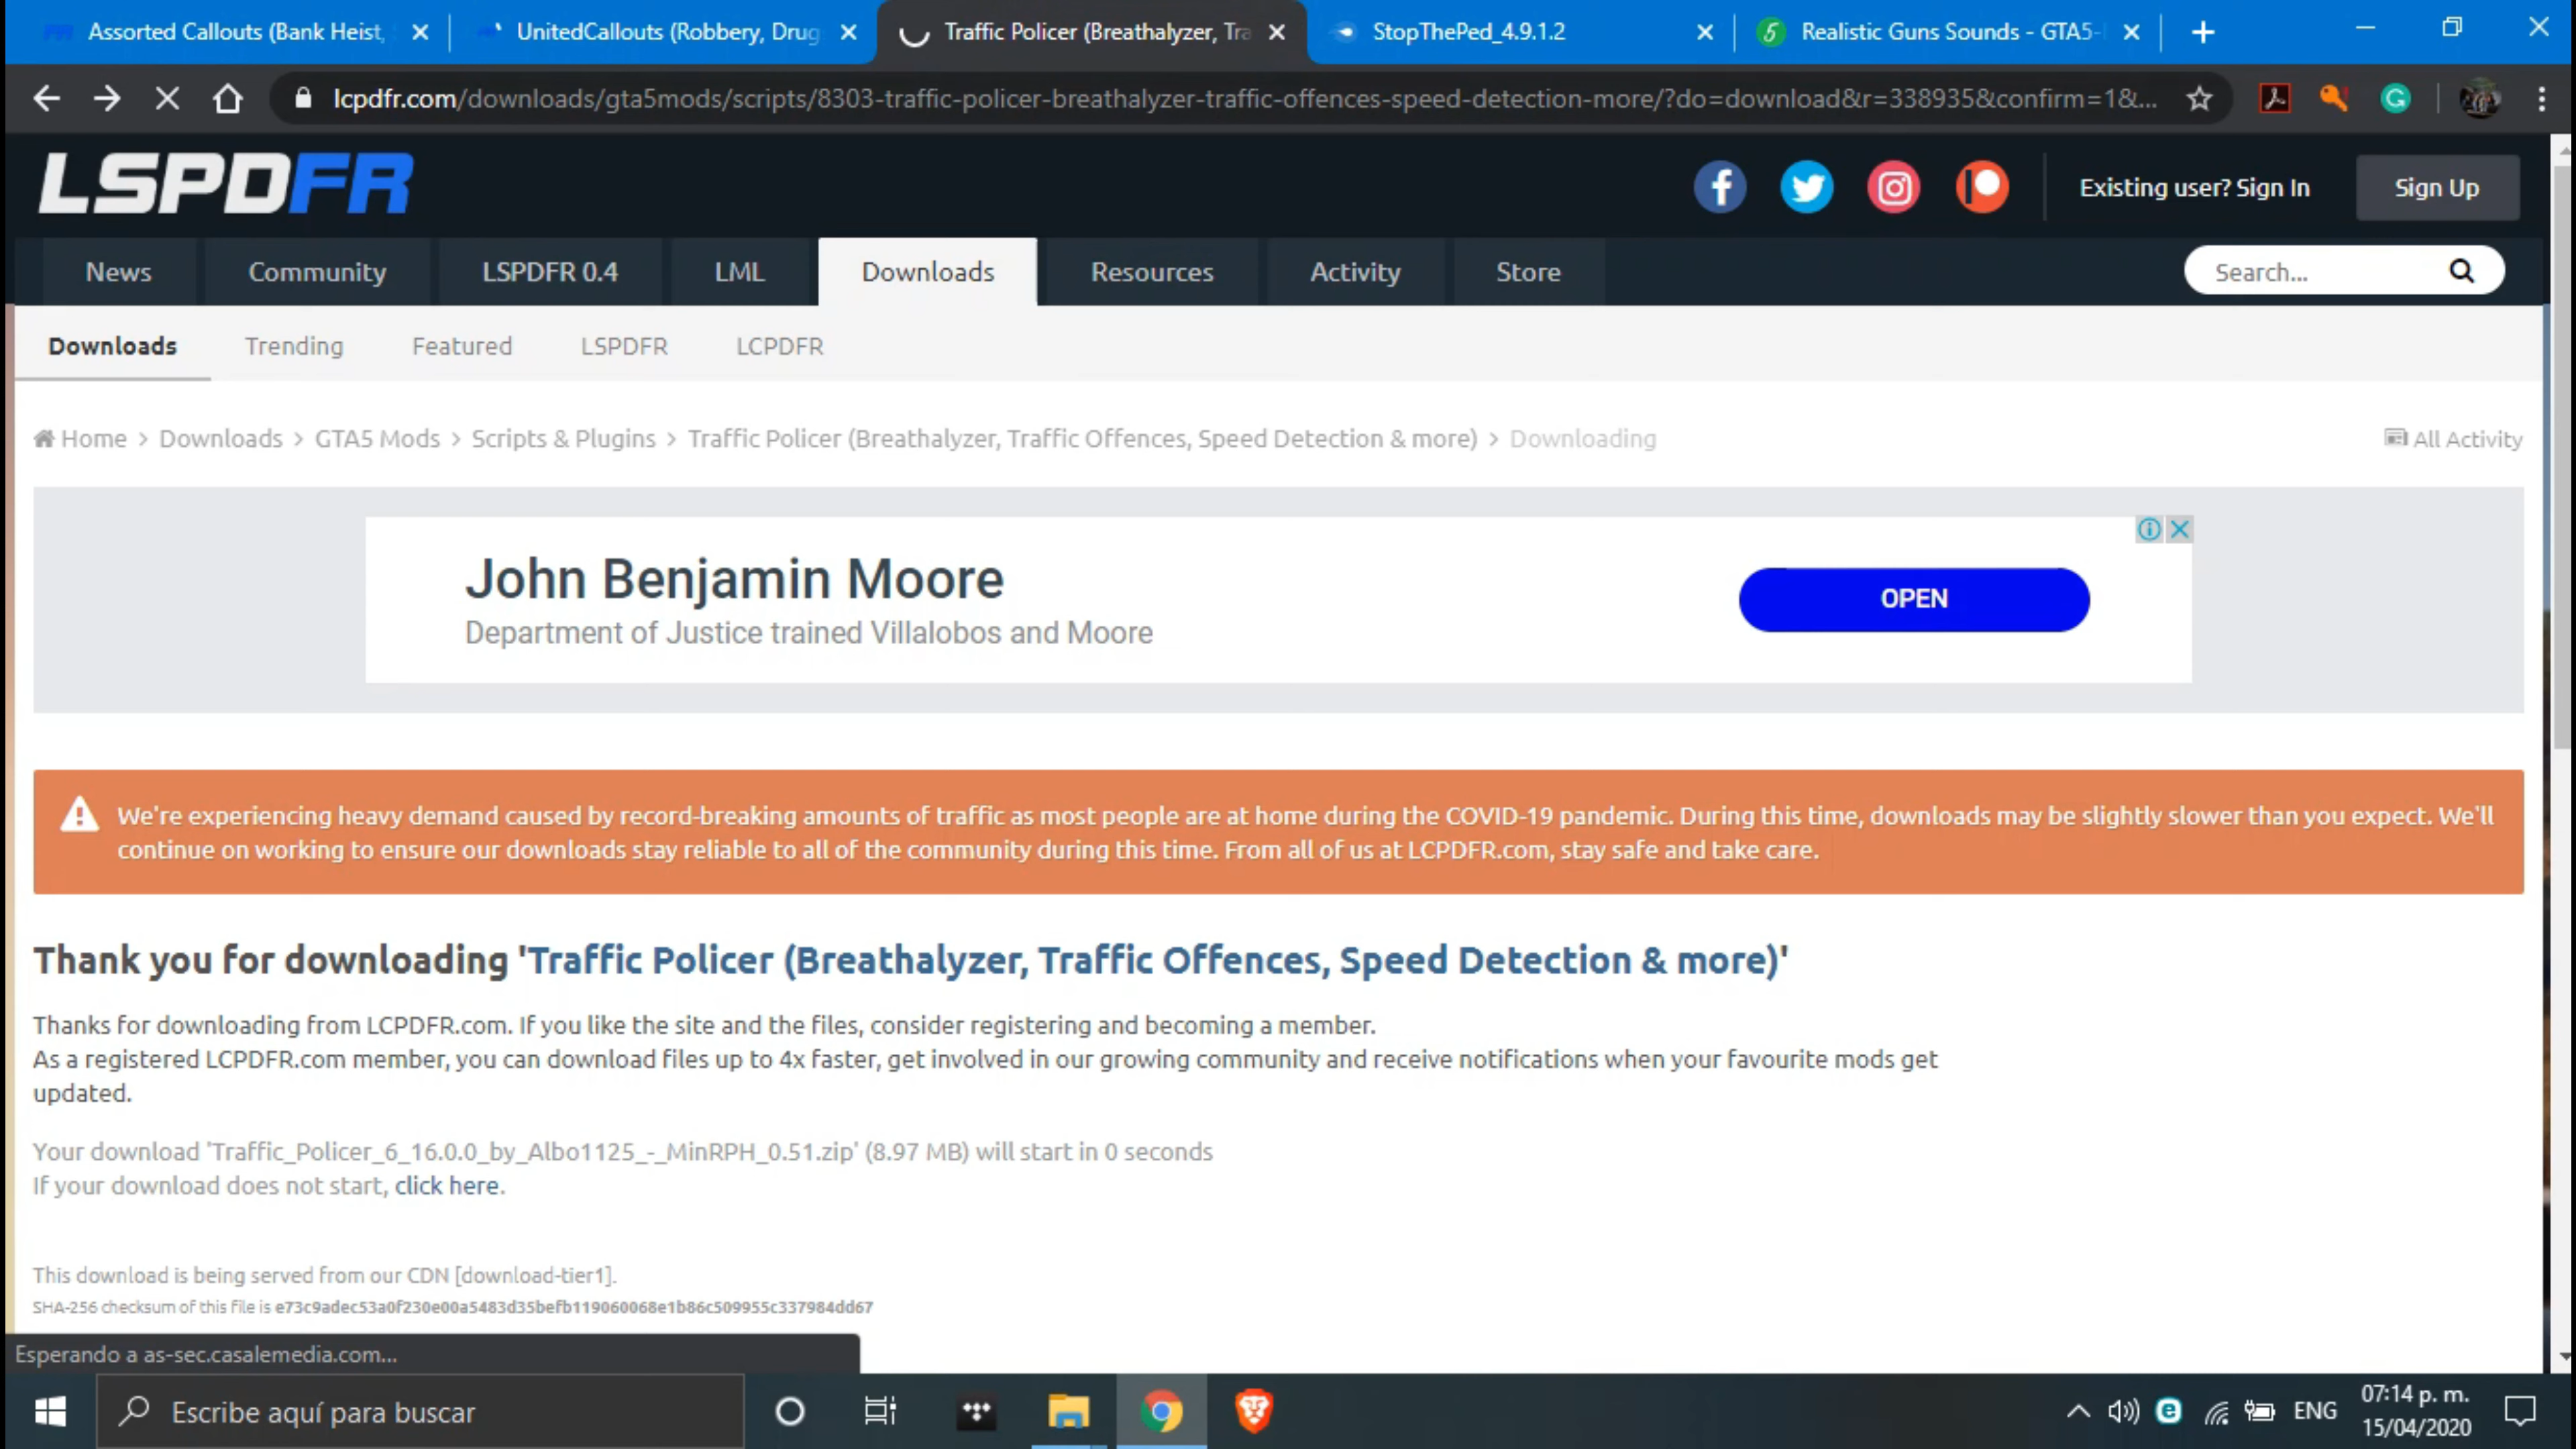 Assorted Callouts (Bank Heist,
UnitedCallouts (Robbery, Drug
Traffic Policer (Breathalyzer, Tra
StopThePed_4.9.1.2
Realistic Guns Sounds - GTA5-
lcpdfr.com/downloads/gta5mods/scripts/8303-traffic-policer-breathalyzer-traffic-offences-speed-detection-more/?do=download&r=338935&confirm=1&...
LSPDFR
Existing user? Sign In
Sign Up
News
Community
LSPDFR 0.4
LML
Downloads
Resources
Activity
Store
Search...
Downloads
Trending
Featured
LSPDFR
LCPDFR
Home > Downloads > GTA5 Mods > Scripts & Plugins > Traffic Policer (Breathalyzer, Traffic Offences, Speed Detection & more) > Downloading
All Activity
John Benjamin Moore
Department of Justice trained Villalobos and Moore
OPEN
We're experiencing heavy demand caused by record-breaking amounts of traffic as most people are at home during the COVID-19 pandemic. During this time, downloads may be slightly slower than you expect. We'll
continue on working to ensure our downloads stay reliable to all of the community during this time. From all of us at LCPDFR.com, stay safe and take care.
Thank you for downloading 'Traffic Policer (Breathalyzer, Traffic Offences, Speed Detection & more)'
Thanks for downloading from LCPDFR.com. If you like the site and the files, consider registering and becoming a member.
As a registered LCPDFR.com member, you can download files up to 4x faster, get involved in our growing community and receive notifications when your favourite mods get
updated.
Your download 'Traffic_Policer_6_16.0.0_by_Albo1125_-_MinRPH_0.51.zip' (8.97 MB) will start in 0 seconds
If your download does not start, click here.
This download is being served from our CDN [download-tier1].
SHA-256 checksum of this file is e73c9adec53a0f230e00a5483d35befb119060068e1b86c509955c337984dd67
Esperando a as-sec.casalemedia.com...
Escribe aquí para buscar
ENG
07:14 p. m.
15/04/2020